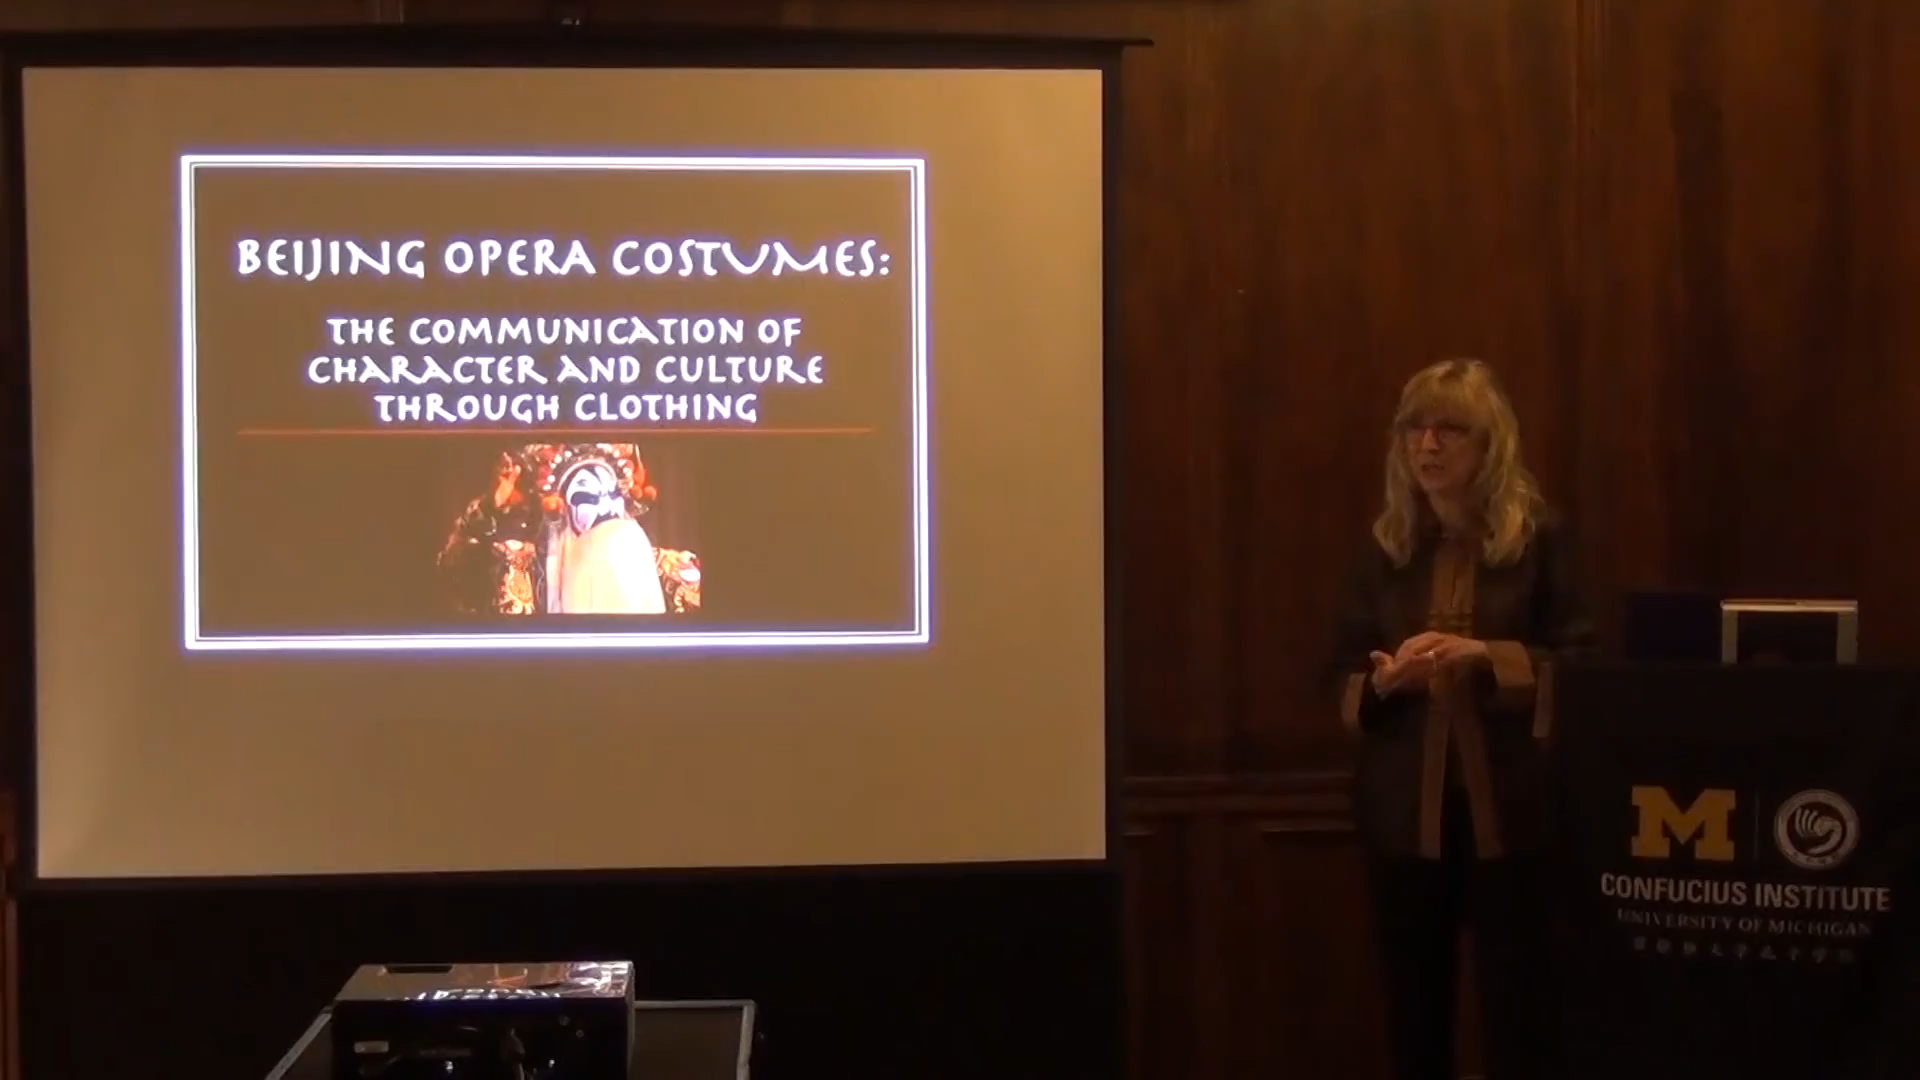 BEIJING OPERA COSTUMES:
THE COMMUNICATION OF
CHARACTER AND CULTURE
THROUGH CLOTHING
M
CONFUCIUS INSTITUTE
UNIVERSITY OF MICHIGAN